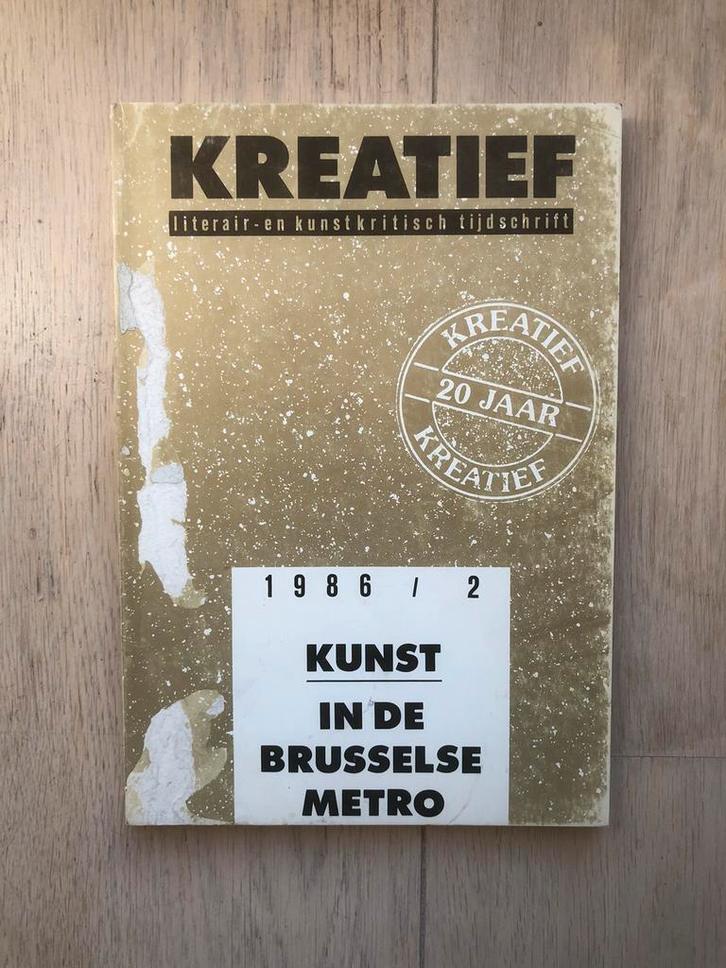 KREATIEF
literair-en kunstkritisch tijdschrift
KREATIEF
20 JAAR
KREATIEF
1986 / 2
KUNST
IN DE
BRUSSELSE
METRO